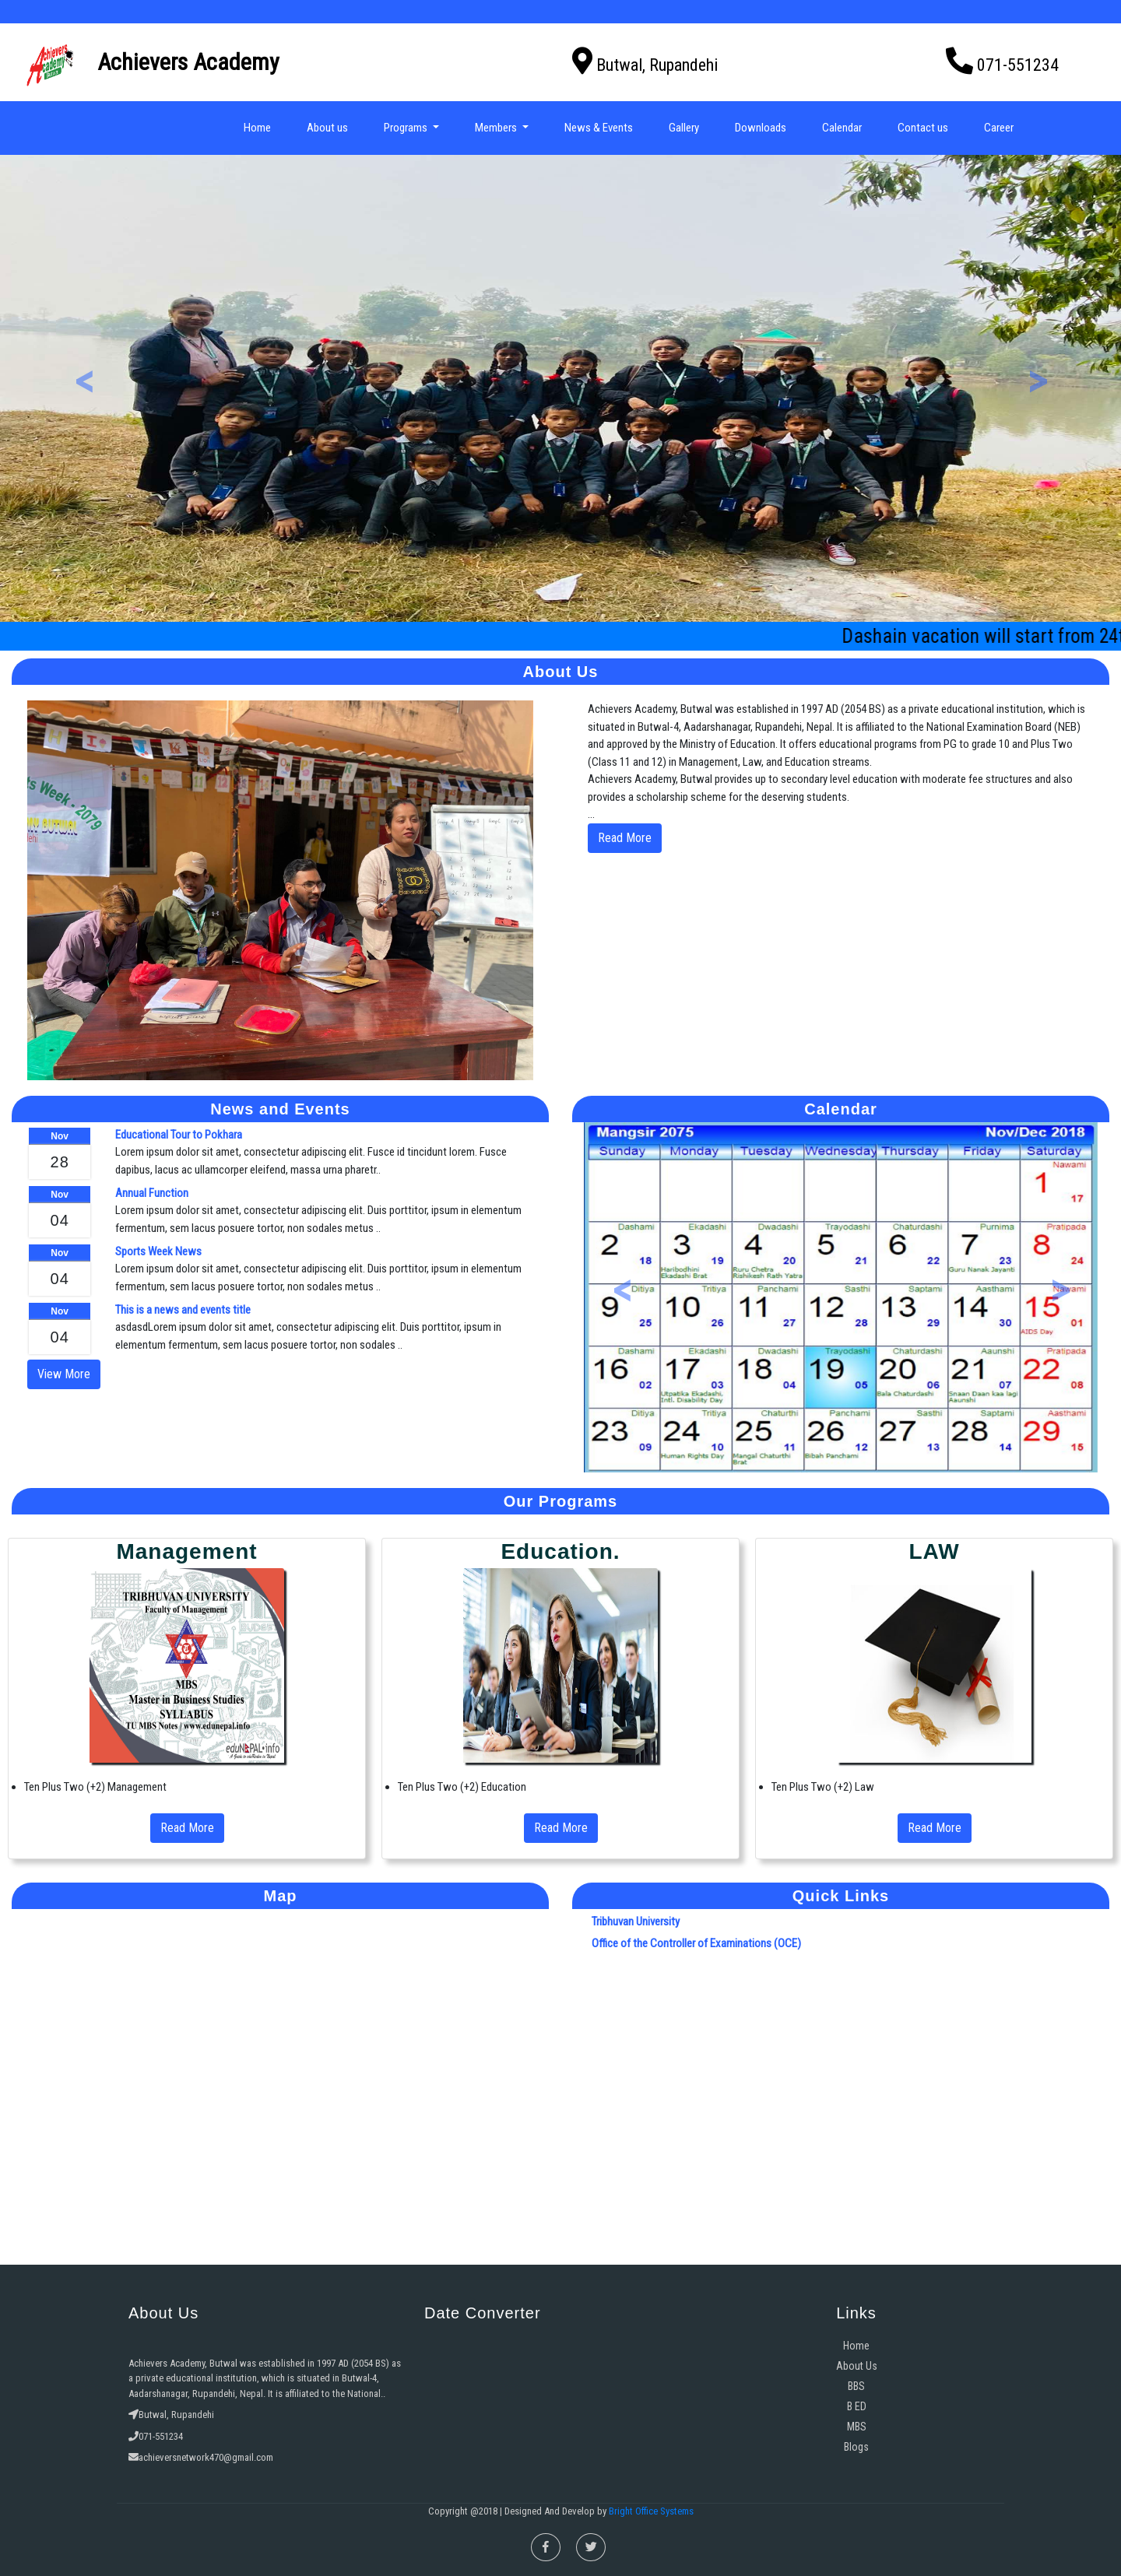 Achievers Academy
Butwal, Rupandehi
071-551234
Home About us Programs Members News & Events Gallery Downloads Calendar Contact us Career
< >
Dashain vacation will start from 24
About Us
Achievers Academy, Butwal was established in 1997 AD (2054 BS) as a private educational institution, which is
situated in Butwal-4, Aadarshanagar, Rupandehi, Nepal. It is affiliated to the National Examination Board (NEB)
and approved by the Ministry of Education. It offers educational programs from PG to grade 10 and Plus Two
(Class 11 and 12) in Management, Law, and Education streams.
Achievers Academy, Butwal provides up to secondary level education with moderate fee structures and also
provides a scholarship scheme for the deserving students.
...
Read More
News and Events
Nov
28
Educational Tour to Pokhara
Lorem ipsum dolor sit amet, consectetur adipiscing elit. Fusce id tincidunt lorem. Fusce
dapibus, lacus ac ullamcorper eleifend, massa urna pharetr..
Nov
04
Annual Function
Lorem ipsum dolor sit amet, consectetur adipiscing elit. Duis porttitor, ipsum in elementum
fermentum, sem lacus posuere tortor, non sodales metus ..
Nov
04
Sports Week News
Lorem ipsum dolor sit amet, consectetur adipiscing elit. Duis porttitor, ipsum in elementum
fermentum, sem lacus posuere tortor, non sodales metus ..
Nov
04
This is a news and events title
asdasdLorem ipsum dolor sit amet, consectetur adipiscing elit. Duis porttitor, ipsum in
elementum fermentum, sem lacus posuere tortor, non sodales ..
View More
Calendar
Mangsir 2075 Nov/Dec 2018
Sunday Monday Tuesday Wednesday Thursday Friday Saturday
Nawami
1
17
Dashami Ekadashi Dwadashi Trayodashi Chaturdashi Purnima Pratipada
2 3 4 5 6 7 8
18 19 20 21 22 23 24
Haribodhini Ekadashi Brat Ruru Chetra Rishikesh Rath Yatra Guru Nanak Jayanti
Ditiya Tritiya Panchami Sasthi Saptami Aasthami Nawami
9 10 11 12 13 14 15
25 26 27 28 29 30 01
AIDS Day
Dashami Ekadashi Dwadashi Trayodashi Chaturdashi Aaunshi Pratipada
16 17 18 19 20 21 22
02 03 04 05 06 07 08
Utpatika Ekadashi, Intl. Disability Day Bala Chaturdashi Snaan Daan kaa lagi Aaunshi
Ditiya Tritiya Chaturthi Panchami Sasthi Saptami Aasthami
23 24 25 26 27 28 29
09 10 11 12 13 14 15
Human Rights Day Mangal Chaturthi Brat Bibah Panchami
Our Programs
Management
TRIBHUVAN UNIVERSITY
Faculty of Management
MBS
Master in Business Studies
SYLLABUS
TU MBS Notes / www.edunepal.info
eduNEPAL.info
Ten Plus Two (+2) Management
Read More
Education.
Ten Plus Two (+2) Education
Read More
LAW
Ten Plus Two (+2) Law
Read More
Map
Quick Links
Tribhuvan University
Office of the Controller of Examinations (OCE)
About Us
Achievers Academy, Butwal was established in 1997 AD (2054 BS) as
a private educational institution, which is situated in Butwal-4,
Aadarshanagar, Rupandehi, Nepal. It is affiliated to the National..
Butwal, Rupandehi
071-551234
achieversnetwork470@gmail.com
Date Converter
Links
Home
About Us
BBS
B ED
MBS
Blogs
Copyright @2018 | Designed And Develop by Bright Office Systems